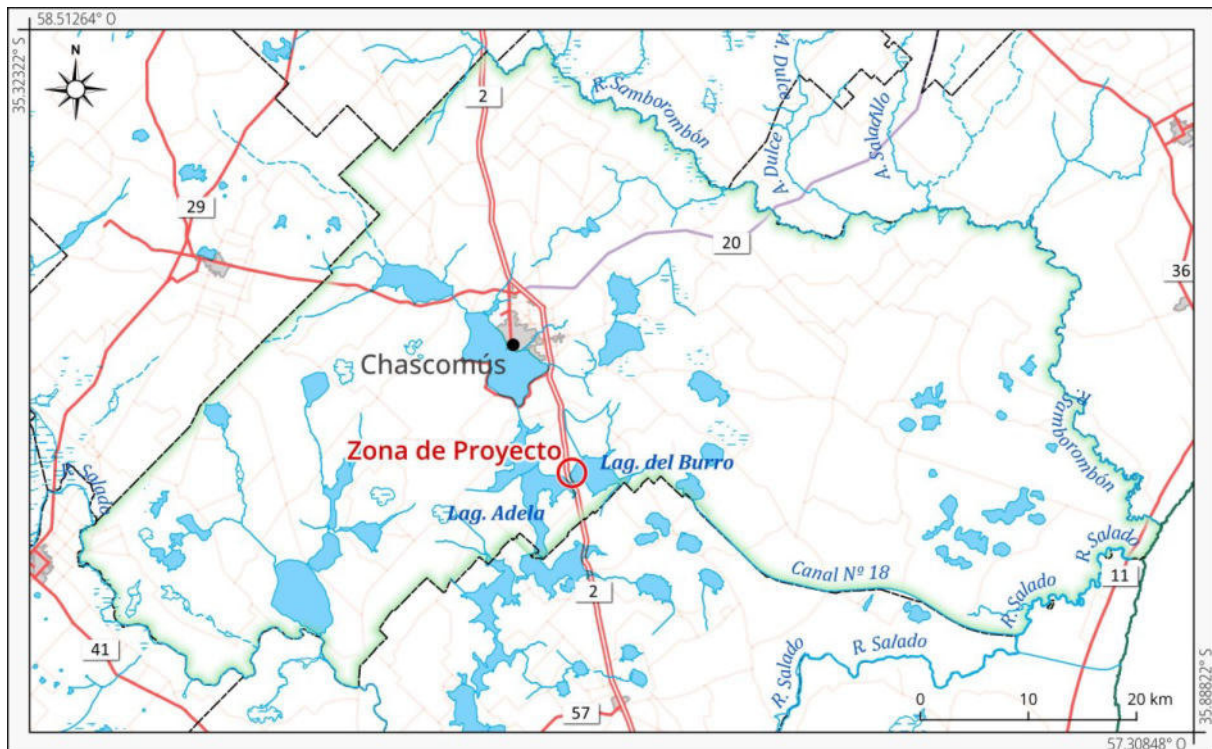 58.51264° O
35.32322° S
N
2
R. Samborombón
A. Dulce
A. Dulce
A. Saladillo
29
20
36
Chascomús
Zona de Proyecto
Lag. del Burro
R. Samborombón
R. Salado
Lag. Adela
R. Salado
Canal Nº 18
11
2
R. Salado
41
R. Salado
R. Salado
57
0 10 20 km
35.88822° S
57.30848° O